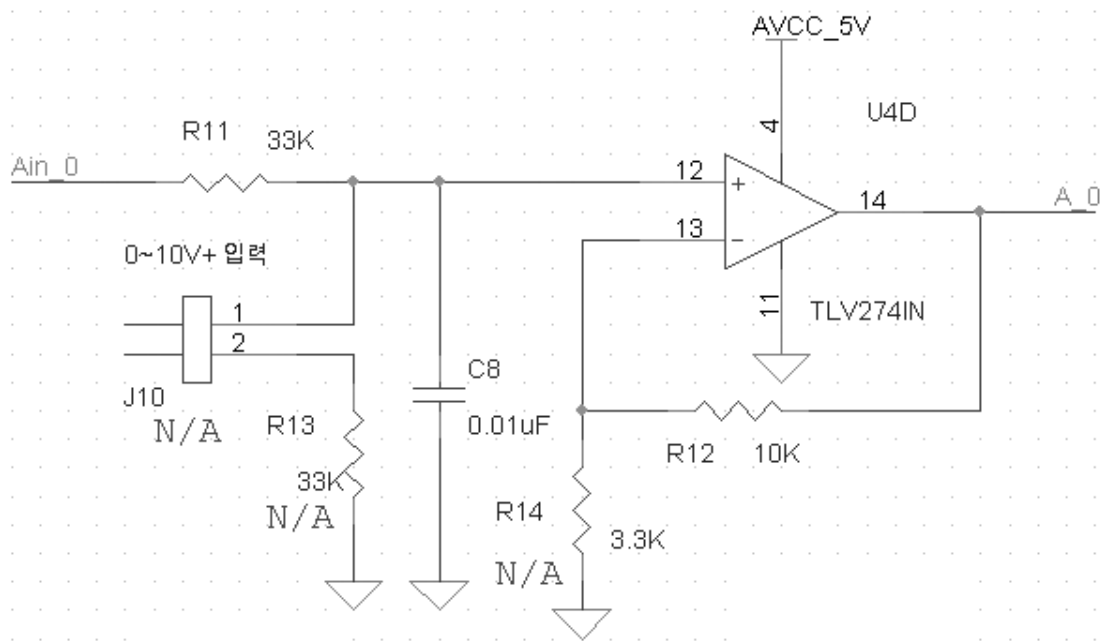 AVCC_5V
U4D
4
R11
33K
Ain_0
12
+
14
A_0
13
-
0~10V+ 입력
1
2
11
TLV274IN
J10
N/A
C8
0.01uF
R13
33K
N/A
R12
10K
R14
3.3K
N/A